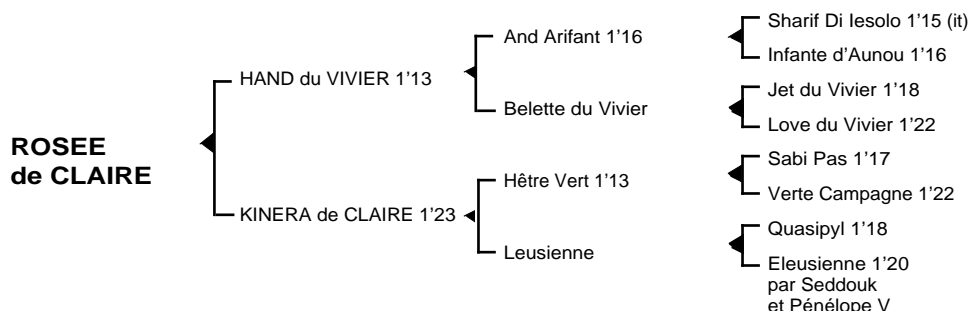 ROSEE
de CLAIRE
HAND du VIVIER 1’13
KINERA de CLAIRE 1’23
And Arifant 1’16
Belette du Vivier
Hêtre Vert 1’13
Leusienne
Sharif Di Iesolo 1’15 (it)
Infante d’Aunou 1’16
Jet du Vivier 1’18
Love du Vivier 1’22
Sabi Pas 1’17
Verte Campagne 1’22
Quasipyl 1’18
Eleusienne 1’20
par Seddouk
et Pénélope V